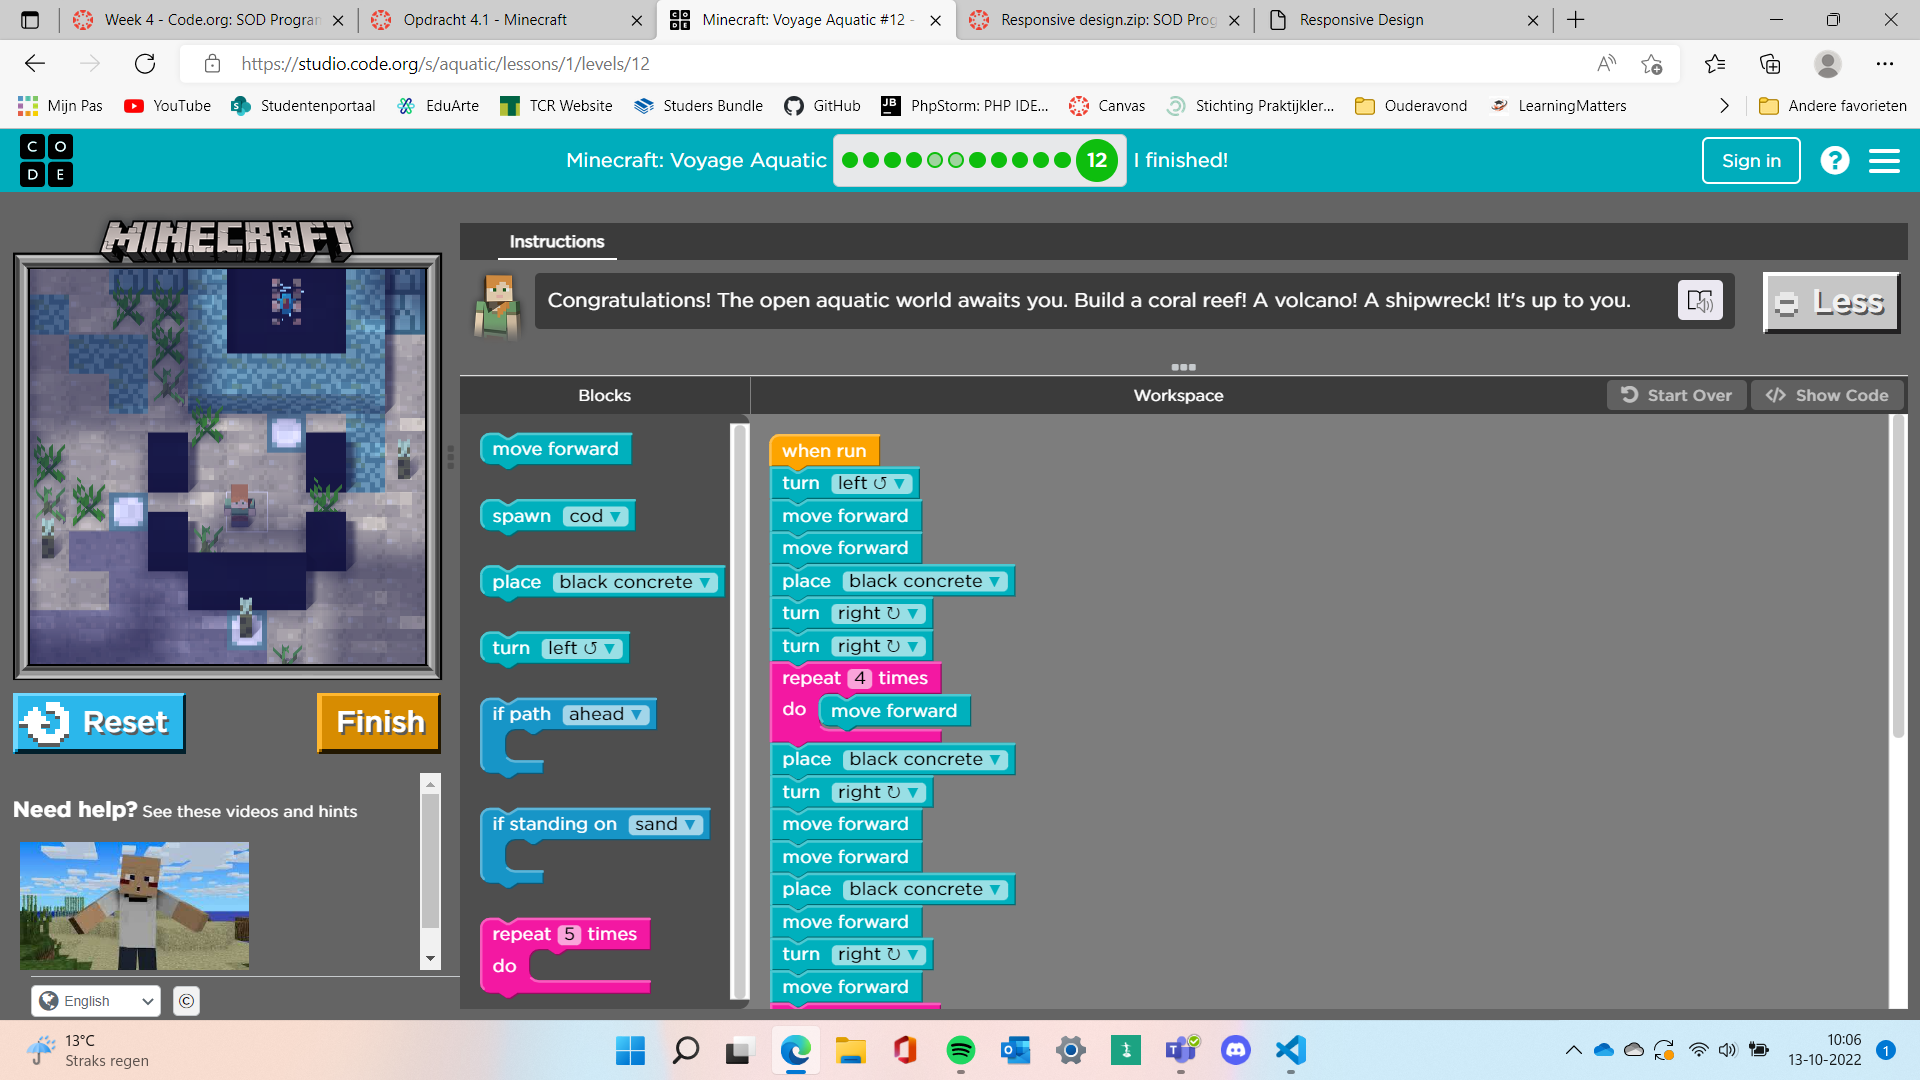 Week 4 - Code.org: SOD Program
Opdracht 4.1 - Minecraft
Minecraft: Voyage Aquatic #12 -
Responsive design.zip: SOD Prog
Responsive Design
https://studio.code.org/s/aquatic/lessons/1/levels/12
Mijn Pas
YouTube
Studentenportaal
EduArte
TCR Website
Studers Bundle
GitHub
PhpStorm: PHP IDE...
Canvas
Stichting Praktijkler...
Ouderavond
LearningMatters
Andere favorieten
C O
D E
Minecraft: Voyage Aquatic
12
I finished!
Sign in
?
MINECRAFT
Instructions
Congratulations! The open aquatic world awaits you. Build a coral reef! A volcano! A shipwreck! It's up to you.
Less
Blocks
Workspace
Start Over
</> Show Code
move forward
spawn cod
place black concrete
turn left
if path ahead
if standing on sand
repeat 5 times
do
when run
turn left
move forward
move forward
place black concrete
turn right
turn right
repeat 4 times
do move forward
place black concrete
turn right
move forward
move forward
place black concrete
move forward
turn right
move forward
Reset
Finish
Need help? See these videos and hints
English
©
13°C
Straks regen
10:06
13-10-2022
1